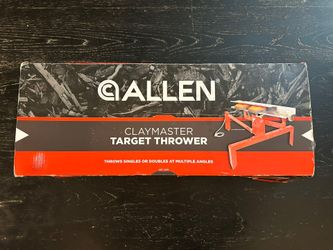 ALLEN
CLAYMASTER
TARGET THROWER
THROWS SINGLES OR DOUBLES AT MULTIPLE ANGLES